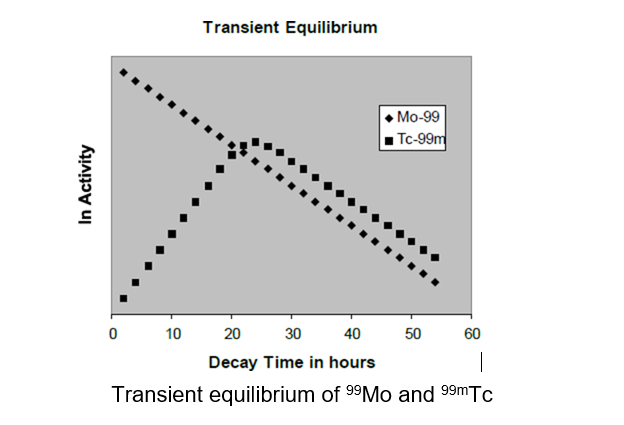 Transient Equilibrium
Mo-99
Tc-99m
ln Activity
0 10 20 30 40 50 60
Decay Time in hours
Transient equilibrium of ⁹⁹Mo and ⁹⁹ᵐTc